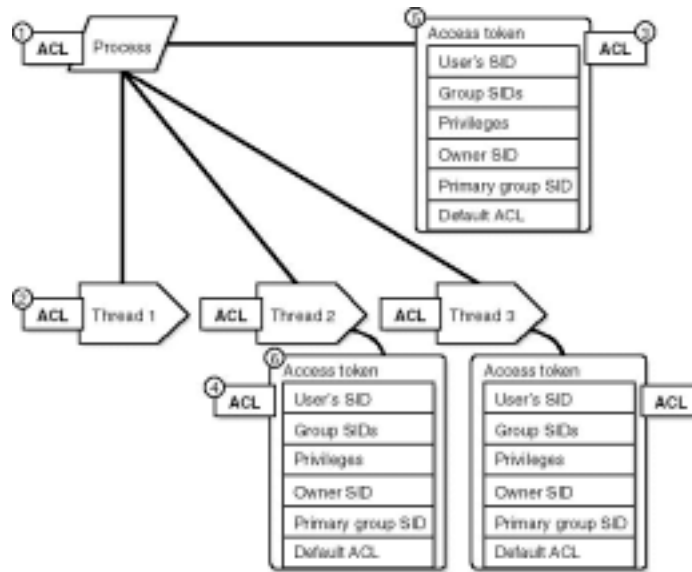 1
ACL
Process
5
Access token
ACL
3
User's SID
Group SIDs
Privileges
Owner SID
Primary group SID
Default ACL
2
ACL
Thread 1
ACL
Thread 2
ACL
Thread 3
6
Access token
4
ACL
User's SID
Group SIDs
Privileges
Owner SID
Primary group SID
Default ACL
Access token
ACL
User's SID
Group SIDs
Privileges
Owner SID
Primary group SID
Default ACL